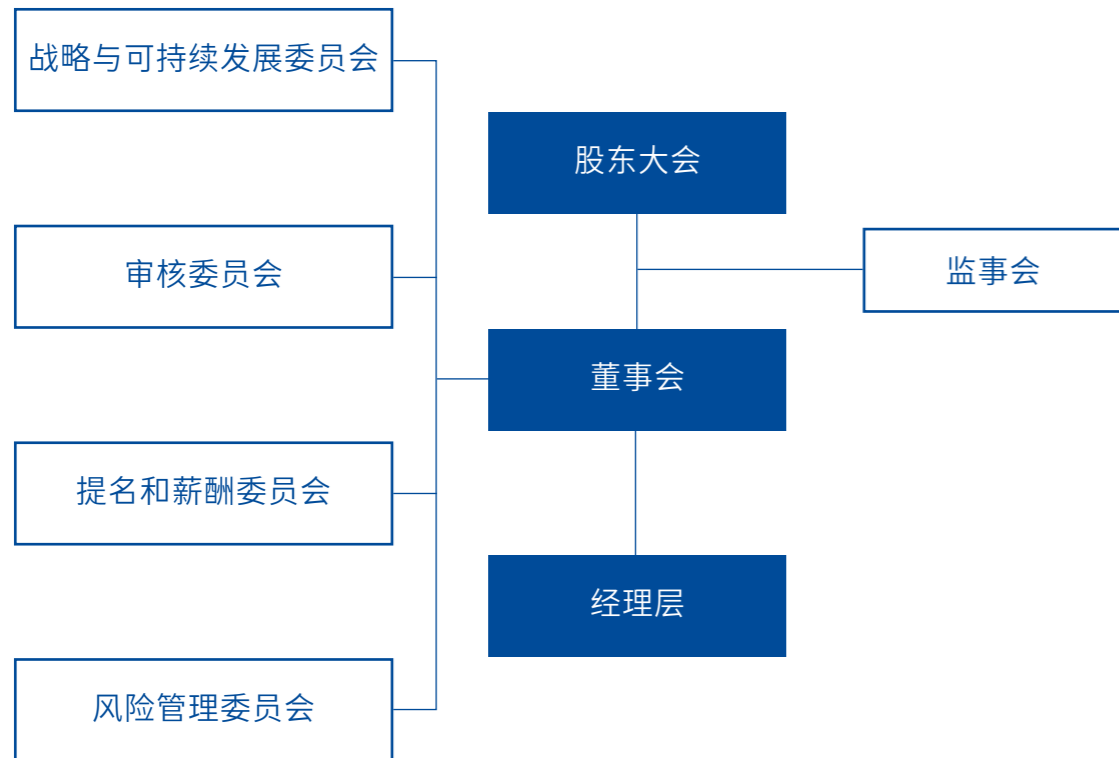 战略与可持续发展委员会
股东大会
审核委员会
监事会
董事会
提名和薪酬委员会
经理层
风险管理委员会